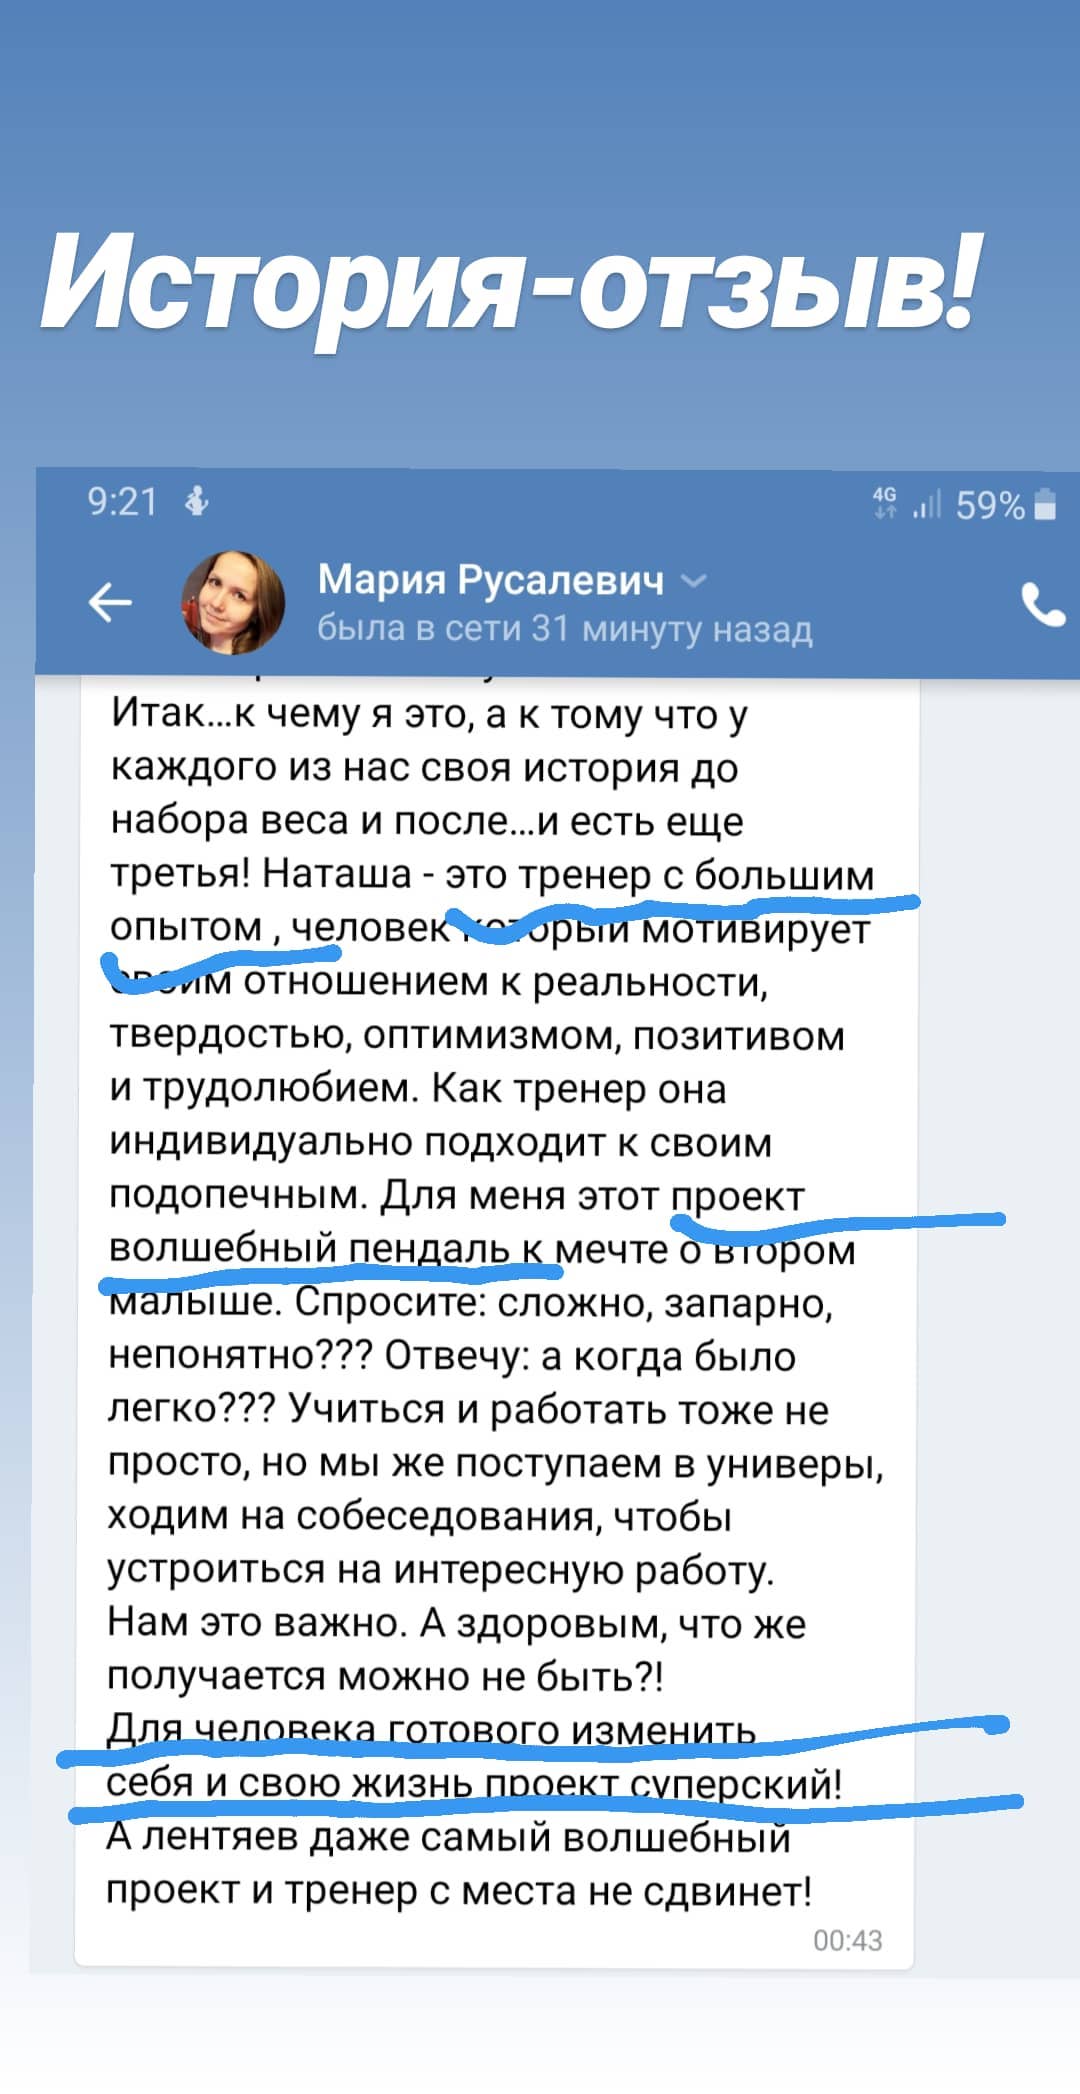 История-отзыв!
9:21
4G
59%
Мария Русалевич
была в сети 31 минуту назад
Итак...к чему я это, а к тому что у
каждого из нас своя история до
набора веса и после...и есть еще
третья! Наташа - это тренер с большим
опытом , человек который мотивирует
своим отношением к реальности,
твердостью, оптимизмом, позитивом
и трудолюбием. Как тренер она
индивидуально подходит к своим
подопечным. Для меня этот проект
волшебный пендаль к мечте о втором
малыше. Спросите: сложно, запарно,
непонятно??? Отвечу: а когда было
легко??? Учиться и работать тоже не
просто, но мы же поступаем в универы,
ходим на собеседования, чтобы
устроиться на интересную работу.
Нам это важно. А здоровым, что же
получается можно не быть?!
Для человека готового изменить
себя и свою жизнь проект суперский!
А лентяев даже самый волшебный
проект и тренер с места не сдвинет!
00:43